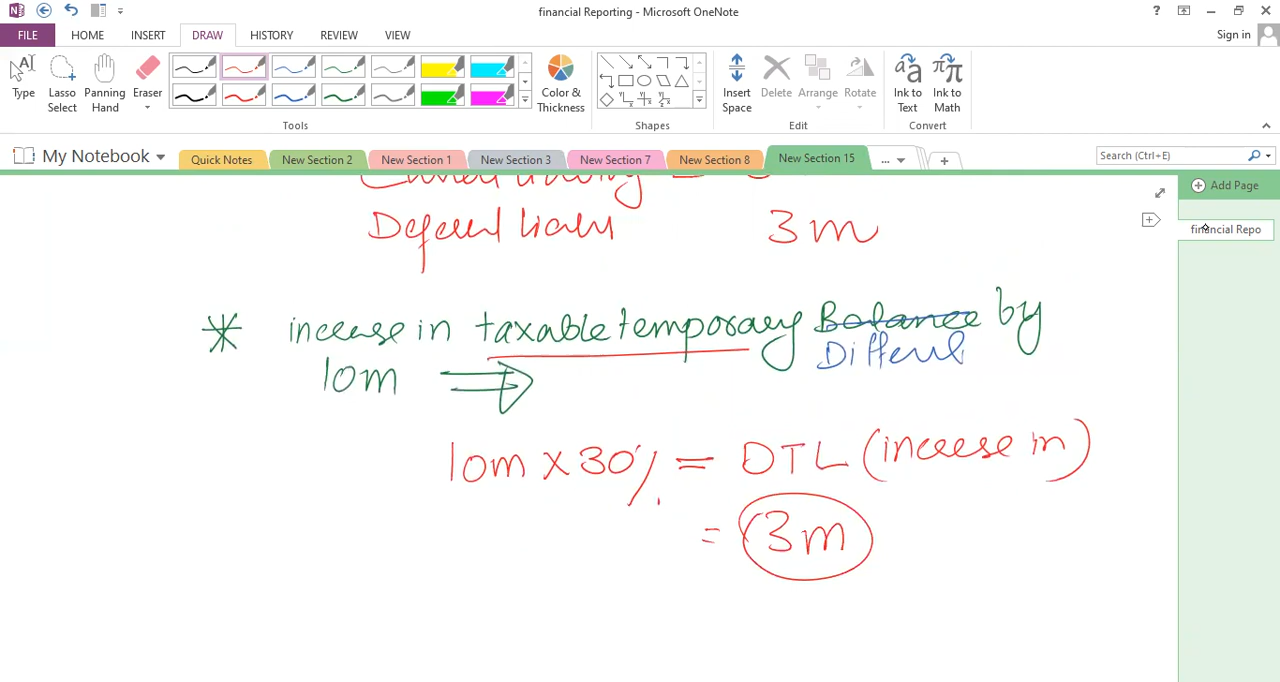 financial Reporting - Microsoft OneNote
FILE HOME INSERT DRAW HISTORY REVIEW VIEW
Sign in
Type
Lasso Select
Panning Hand
Eraser
Color & Thickness
Insert Space
Delete
Arrange
Rotate
Ink to Text
Ink to Math
Tools
Shapes
Edit
Convert
My Notebook
Quick Notes
New Section 2
New Section 1
New Section 3
New Section 7
New Section 8
New Section 15
...
Search (Ctrl+E)
Add Page
financial Repo
3m
* increase in taxable temporary Balance by
Differul
10m ⇒
10m x 30% = DTL (increase in)
= 3m